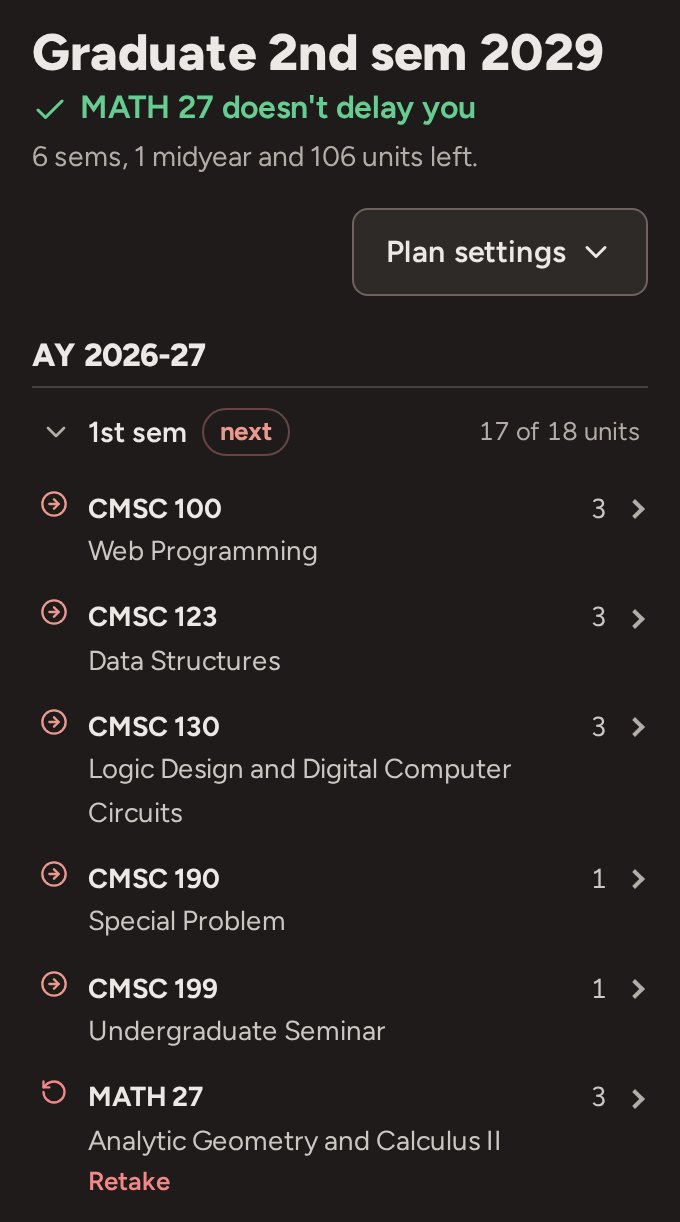 Graduate 2nd sem 2029
MATH 27 doesn't delay you
6 sems, 1 midyear and 106 units left.
Plan settings
AY 2026-27
1st sem next 17 of 18 units
CMSC 100 3
Web Programming
CMSC 123 3
Data Structures
CMSC 130 3
Logic Design and Digital Computer
Circuits
CMSC 190 1
Special Problem
CMSC 199 1
Undergraduate Seminar
MATH 27 3
Analytic Geometry and Calculus II
Retake